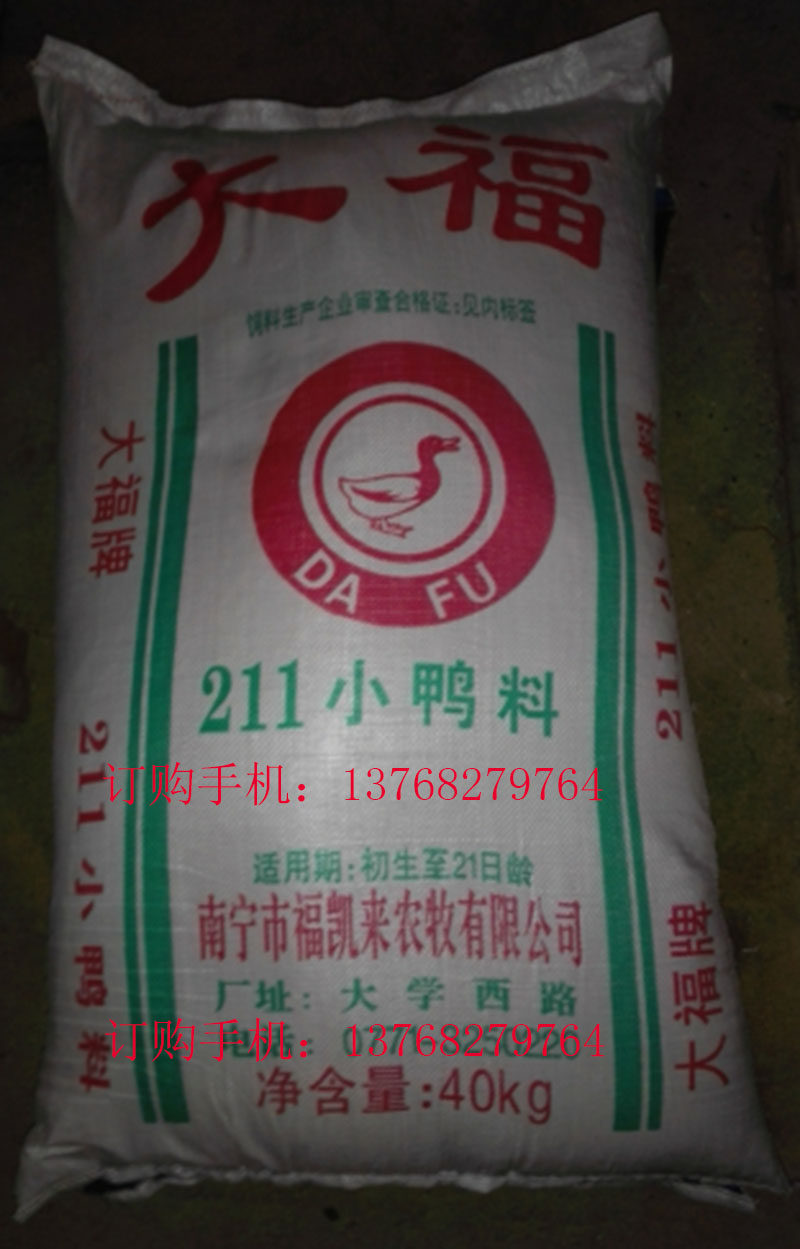 大福
饲料生产企业审查合格证:见内标签
DA FU
211小鸭料
订购手机：13768279764
适用期:初生至21日龄
南宁市福凯来农牧有限公司
厂址:大学西路
订购手机：13768279764
净含量:40kg
大福牌
211小鸭料
211小鸭料
大福牌